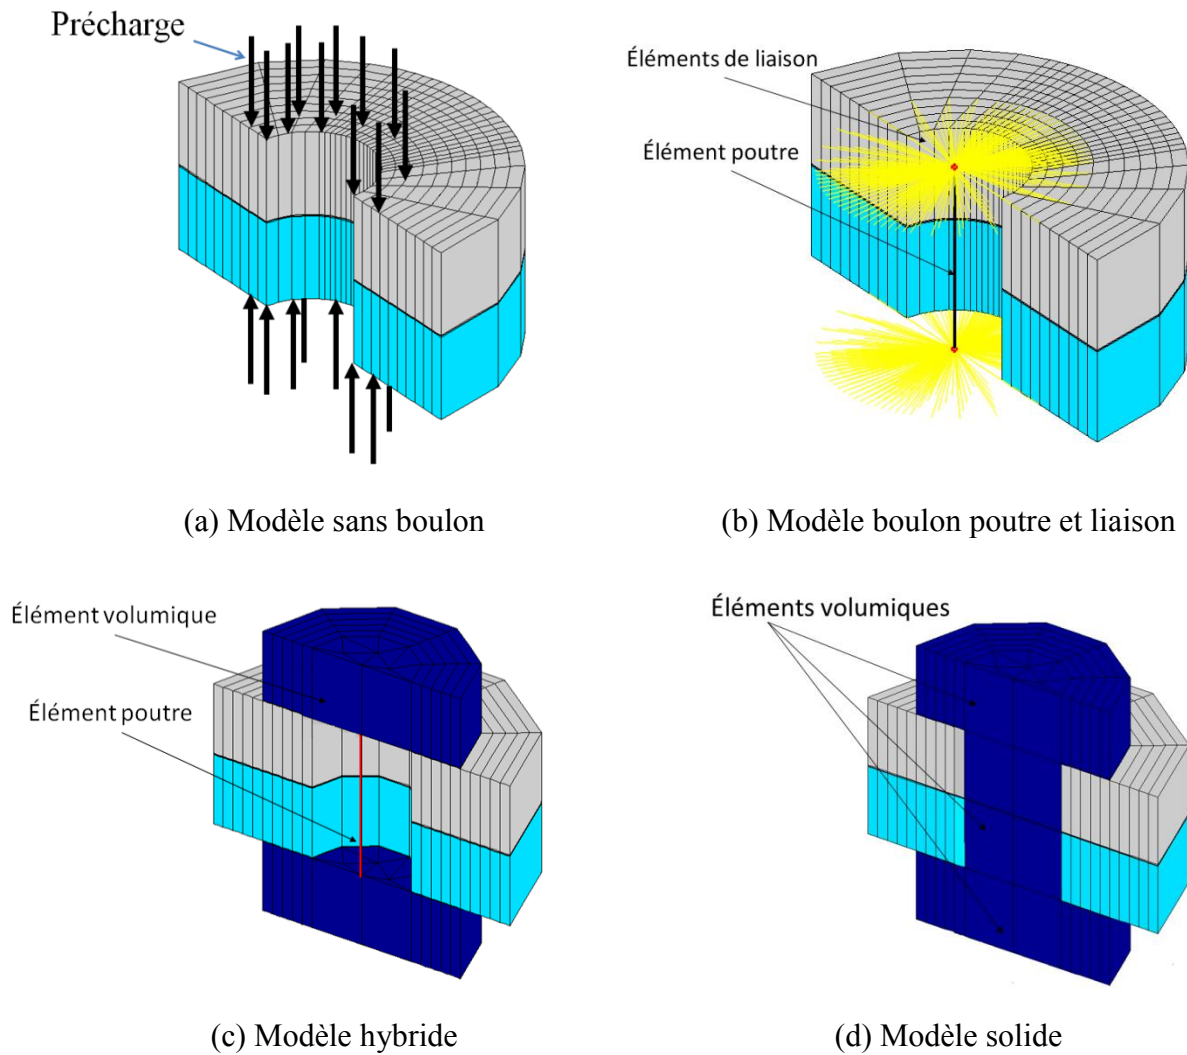 Précharge
Éléments de liaison
Élément poutre
(a) Modèle sans boulon
(b) Modèle boulon poutre et liaison
Élément volumique
Élément poutre
Éléments volumiques
(c) Modèle hybride
(d) Modèle solide